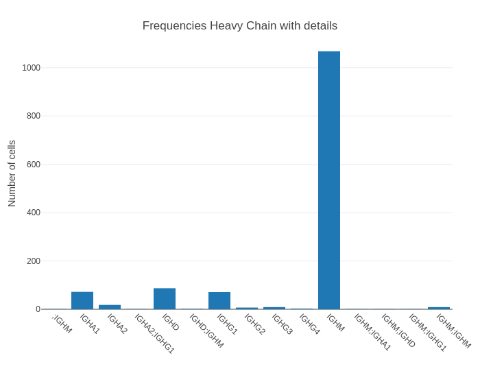 Frequencies Heavy Chain with details
Number of cells
1000
800
600
400
200
0
;IGHM
IGHA1
IGHA2
IGHA2;IGHG1
IGHD
IGHD;IGHM
IGHG1
IGHG2
IGHG3
IGHG4
IGHM
IGHM;IGHA1
IGHM;IGHD
IGHM;IGHG1
IGHM;IGHM